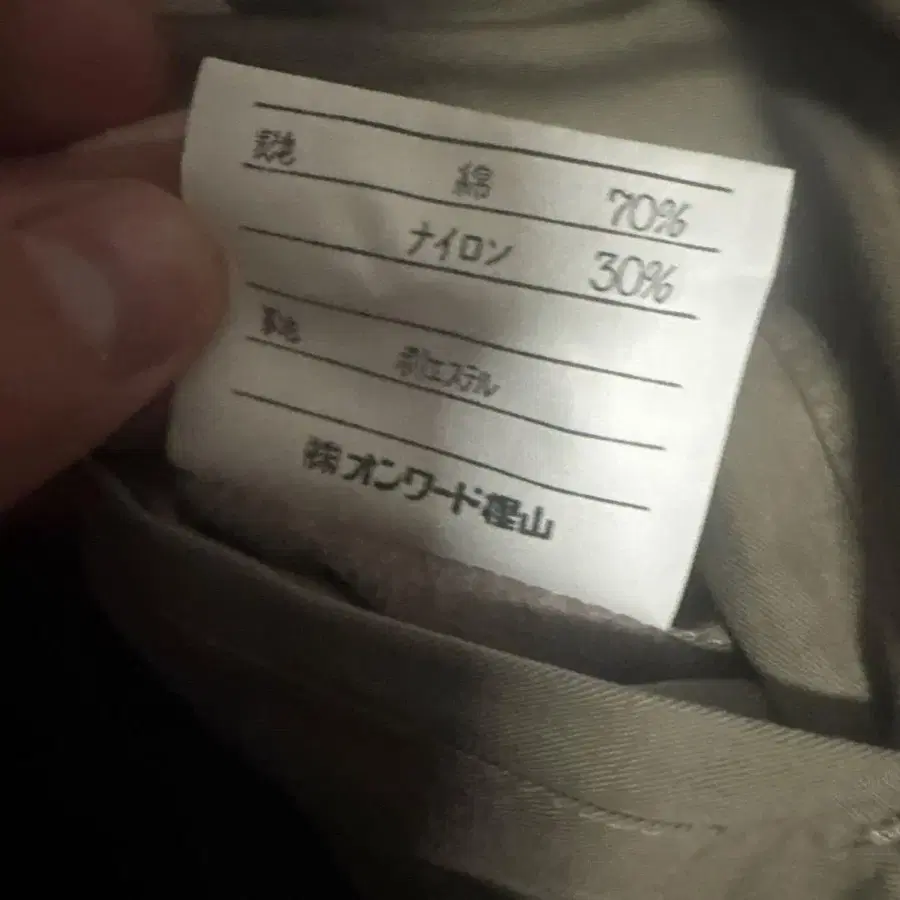 表地 綿 70%
ナイロン 30%
裏地 ポリエステル
㈱オンワード樫山